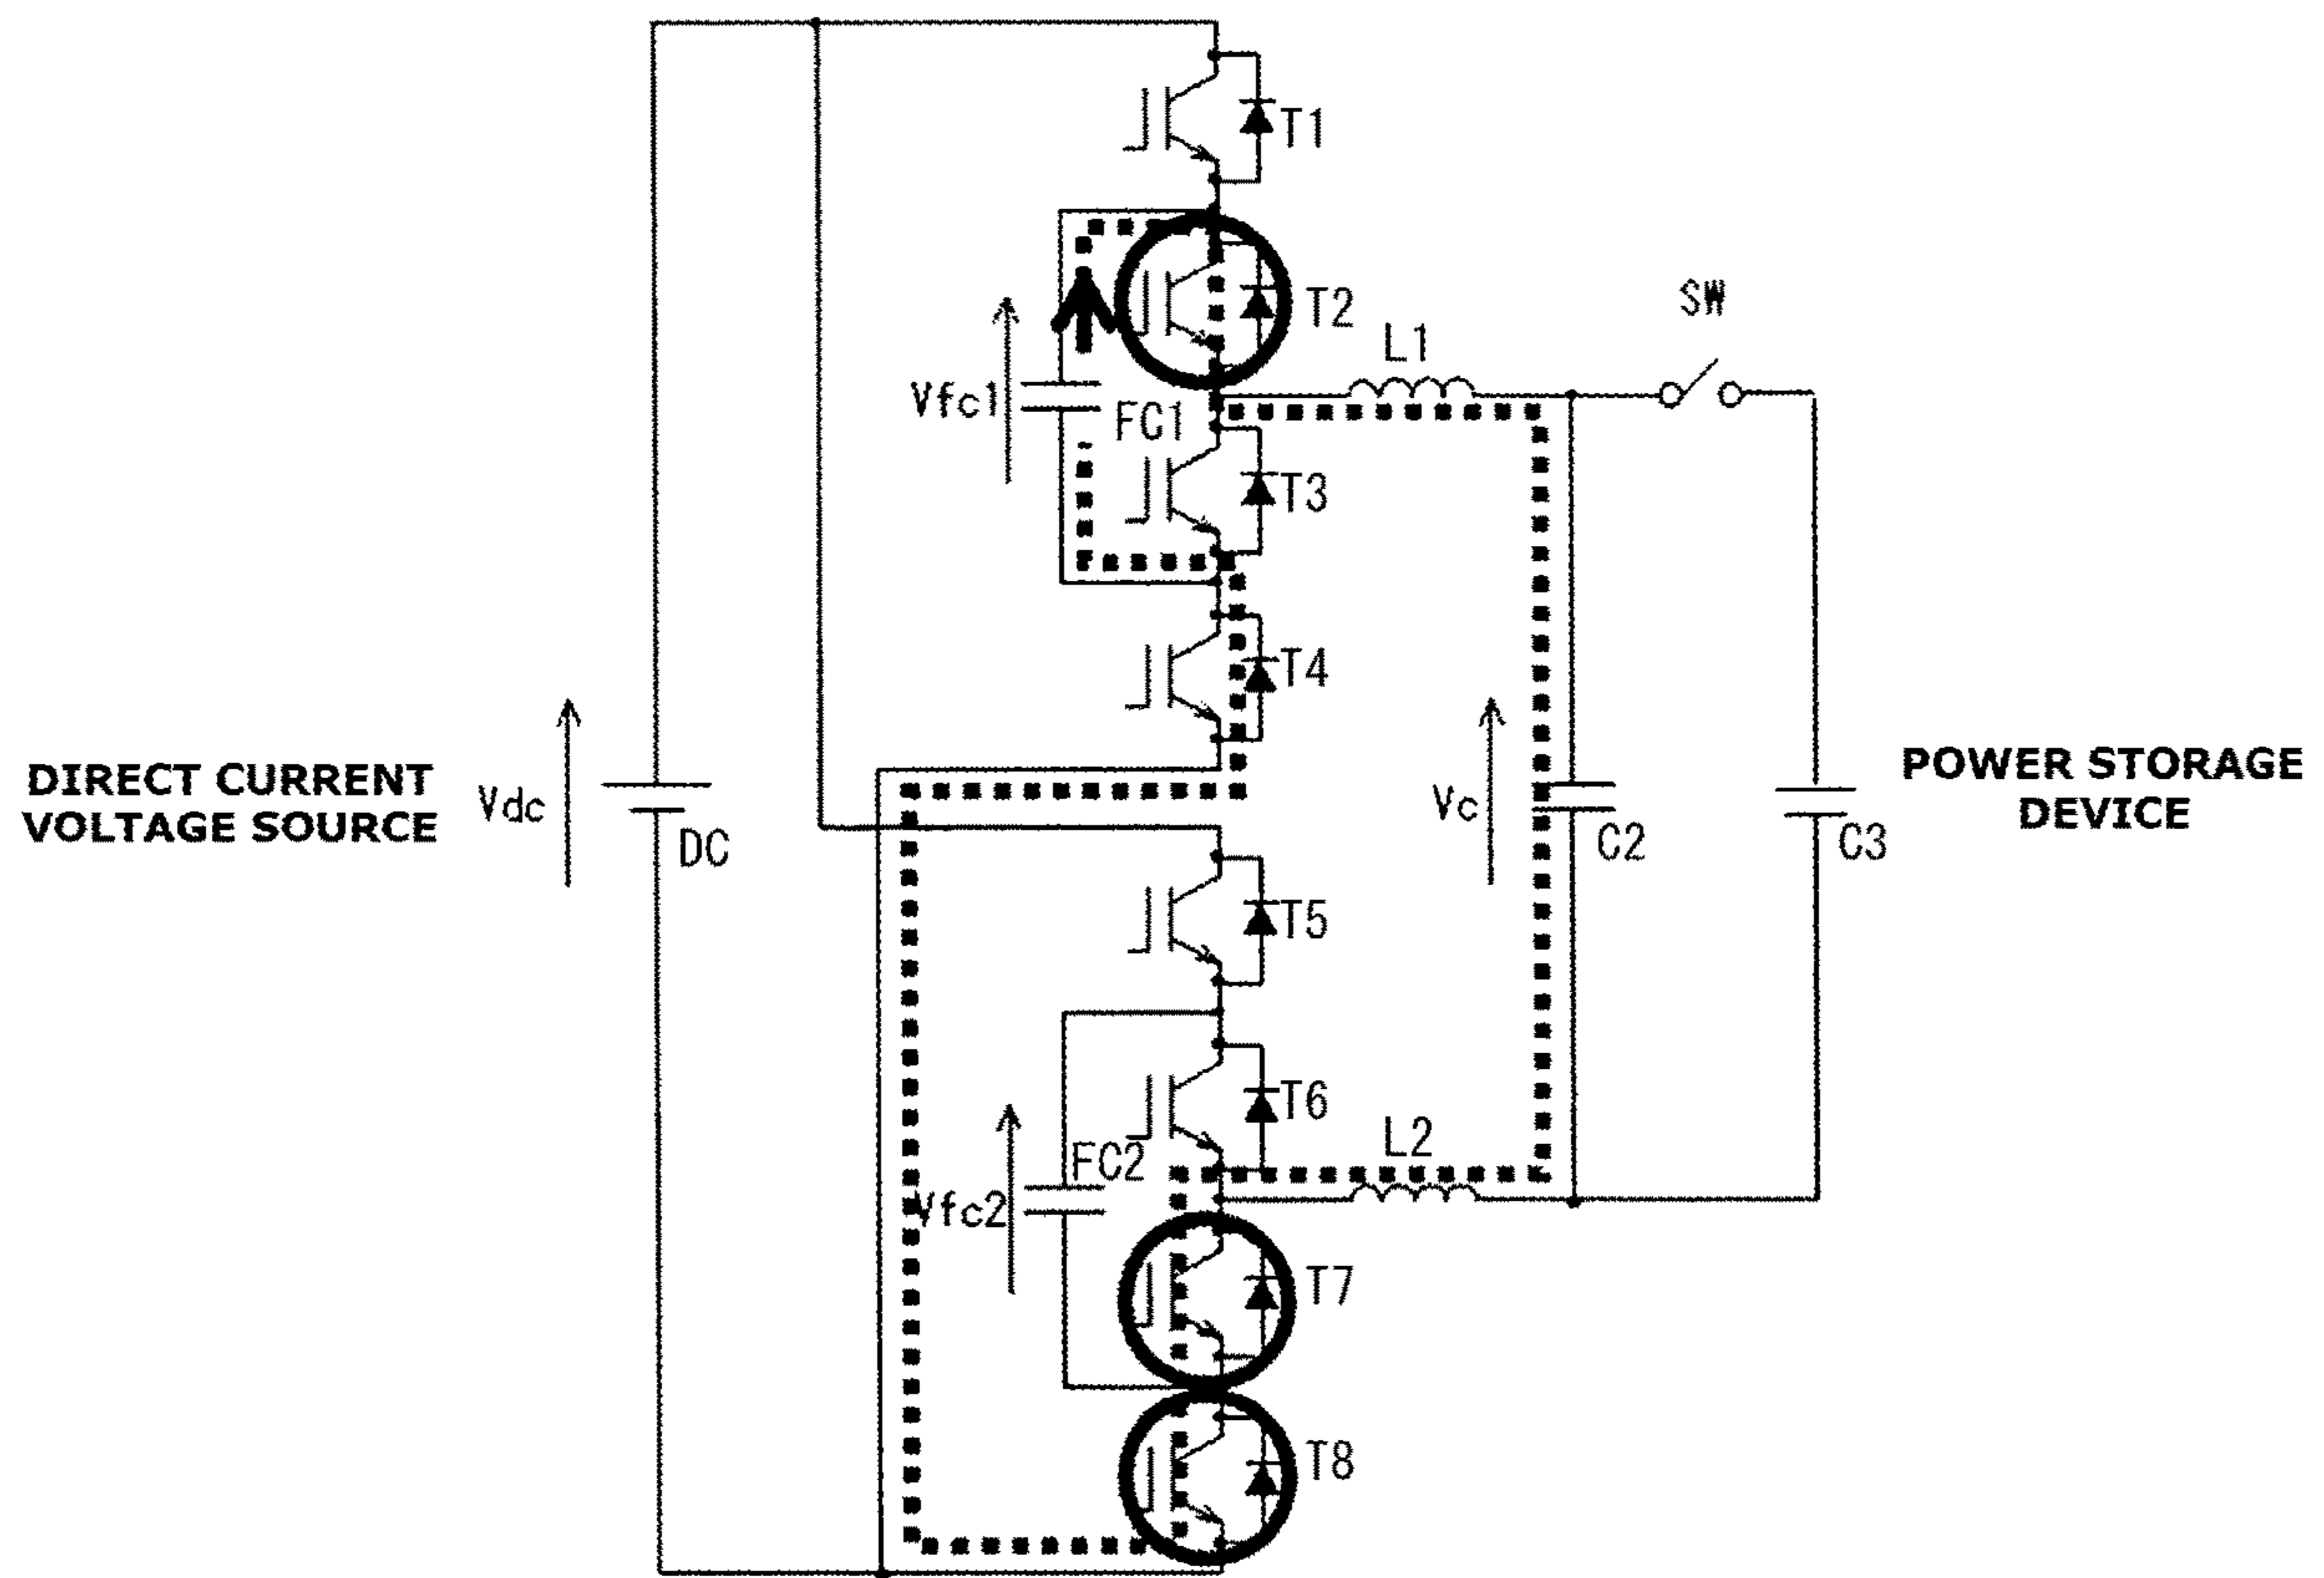 T1
T2
SW
L1
Vfc1
FC1
T3
T4
DIRECT CURRENT
VOLTAGE SOURCE
Vdc
DC
Vc
C2
C3
POWER STORAGE
DEVICE
T5
T6
L2
FC2
Vfc2
T7
T8